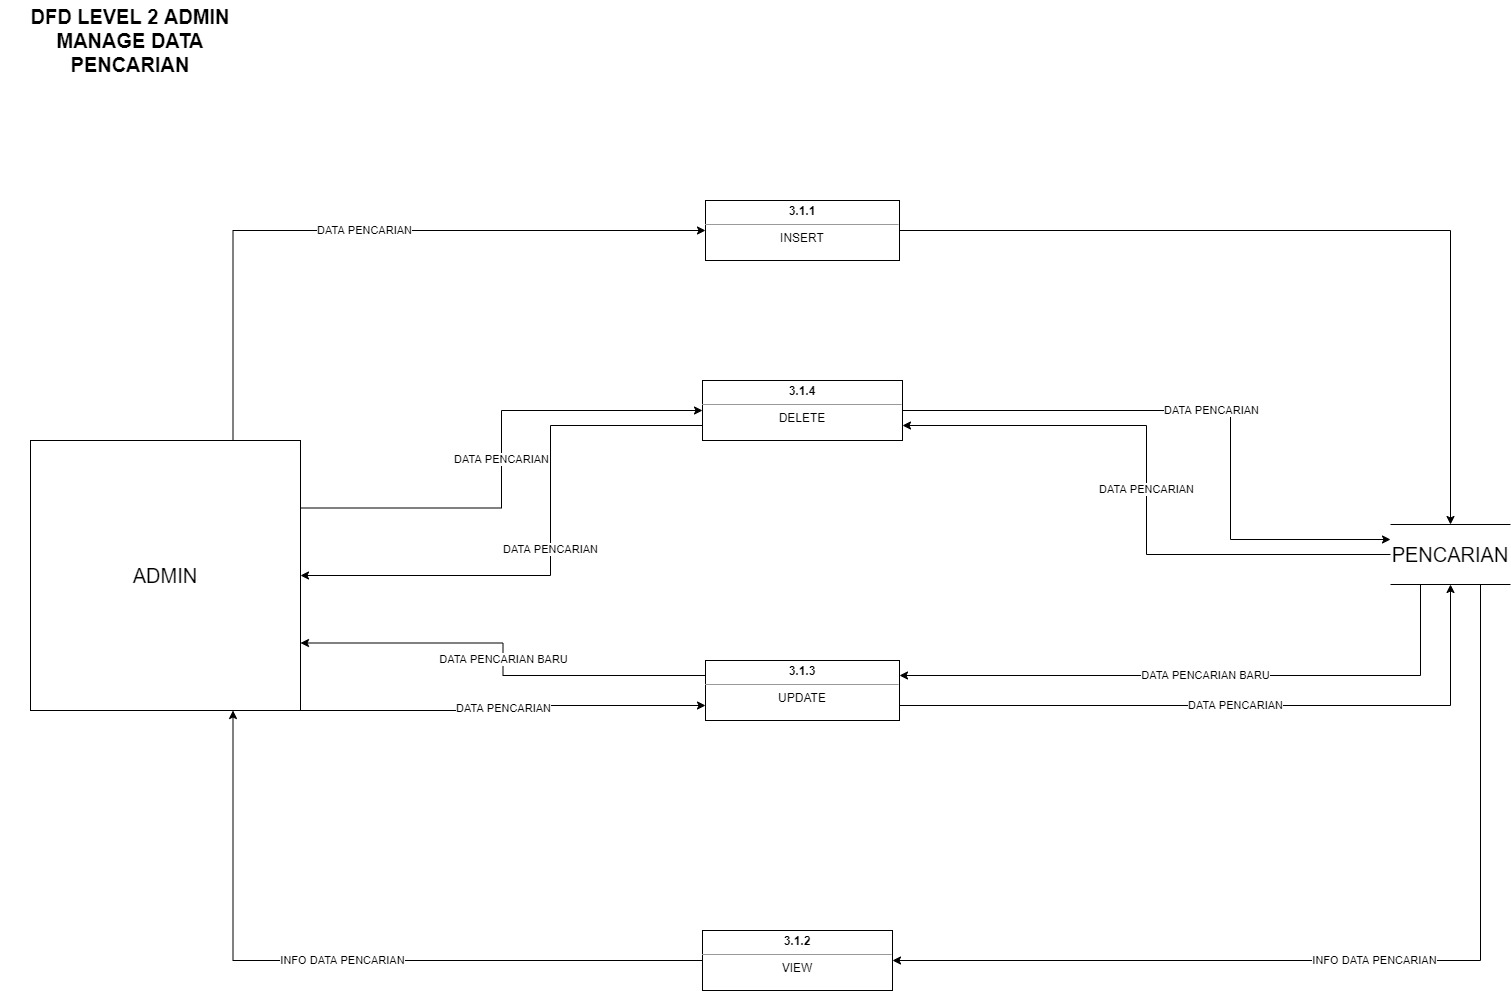 DFD LEVEL 2 ADMIN
MANAGE DATA
PENCARIAN
3.1.1
DATA PENCARIAN
INSERT
3.1.4
DATA PENCARIAN
DELETE
DATA PENCARIAN
DATA PENCARIAN
DATA PENCARIAN
PENCARIAN
ADMIN
DATA PENCARIAN BARU
3.1.3
DATA PENCARIAN BARU
UPDATE
DATA PENCARIAN
DATA PENCARIAN
3.1.2
INFO DATA PENCARIAN
VIEW
INFO DATA PENCARIAN